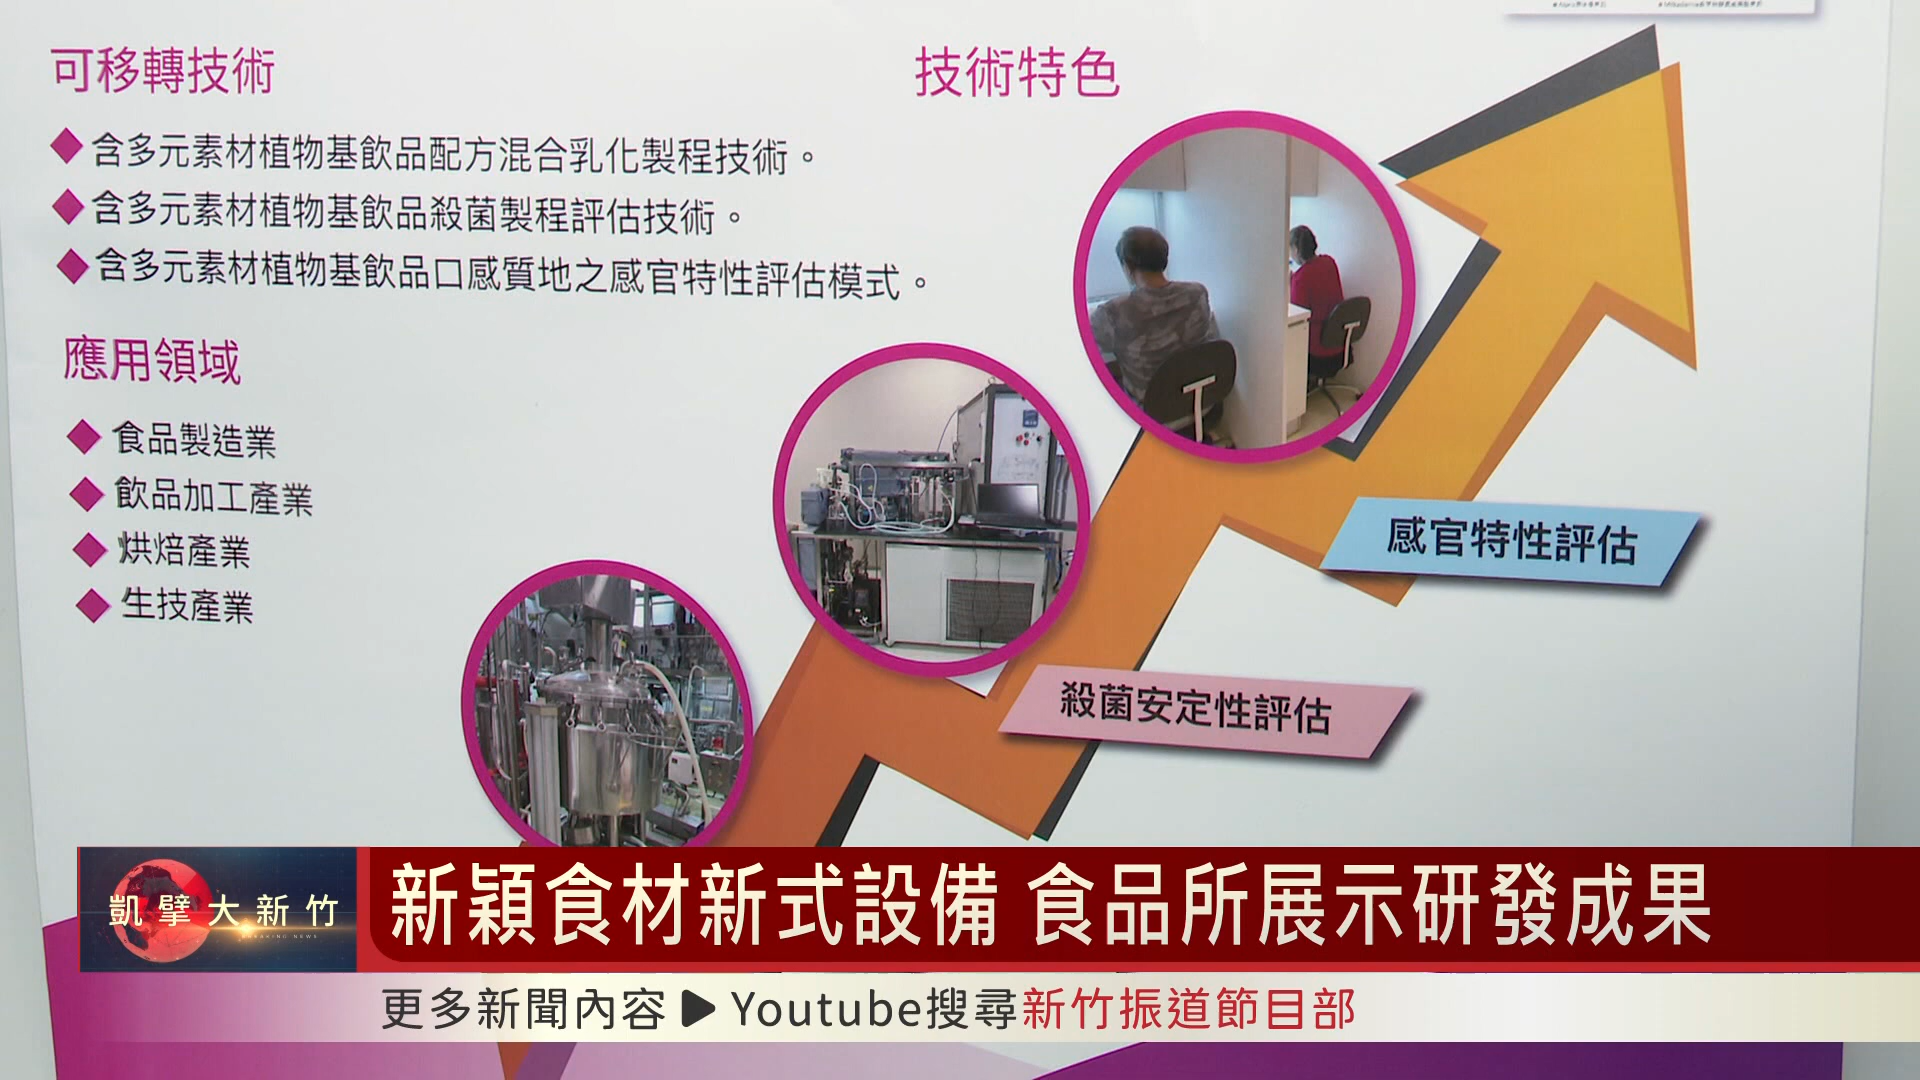 可移轉技術
◆含多元素材植物基飲品配方混合乳化製程技術。
◆含多元素材植物基飲品殺菌製程評估技術。
◆含多元素材植物基飲品口感質地之感官特性評估模式。
應用領域
◆食品製造業
◆飲品加工產業
◆烘焙產業
◆生技產業
技術特色
感官特性評估
殺菌安定性評估
凱擘大新竹
BREAKING NEWS
新穎食材新式設備 食品所展示研發成果
更多新聞內容▶Youtube搜尋新竹振道節目部